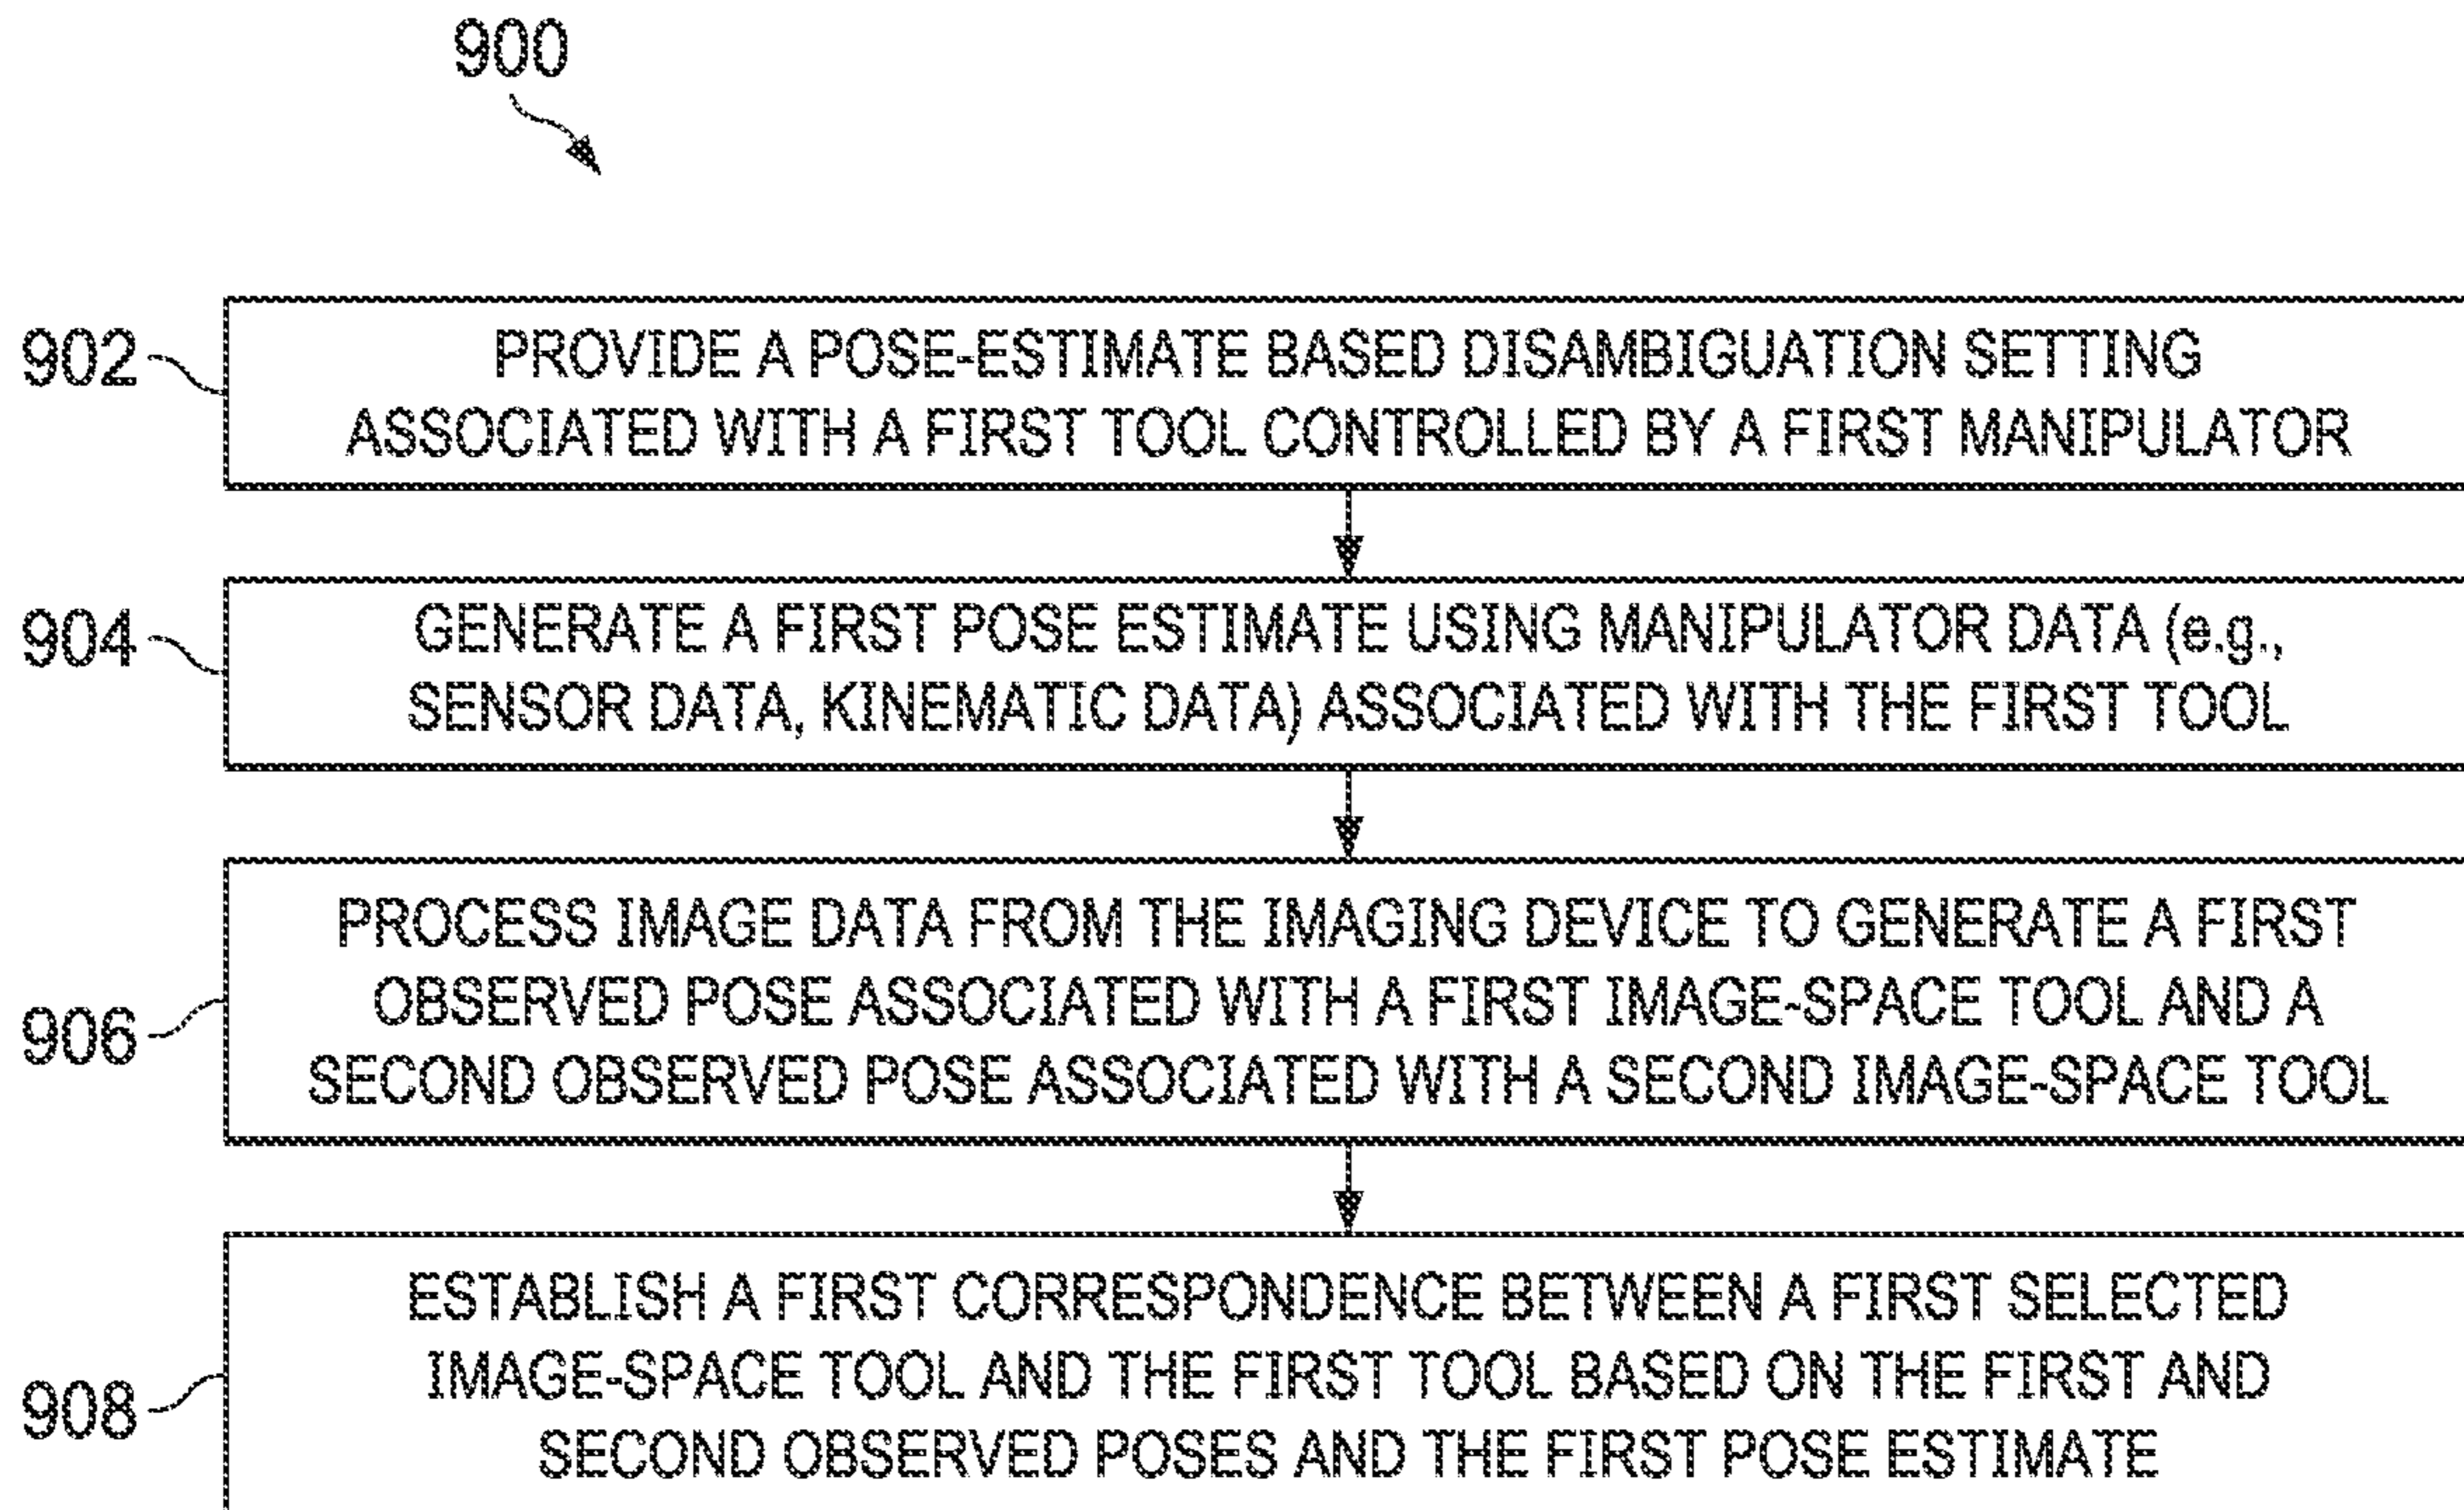 900
902
PROVIDE A POSE-ESTIMATE BASED DISAMBIGUATION SETTING
ASSOCIATED WITH A FIRST TOOL CONTROLLED BY A FIRST MANIPULATOR
904
GENERATE A FIRST POSE ESTIMATE USING MANIPULATOR DATA (e.g.,
SENSOR DATA, KINEMATIC DATA) ASSOCIATED WITH THE FIRST TOOL
906
PROCESS IMAGE DATA FROM THE IMAGING DEVICE TO GENERATE A FIRST
OBSERVED POSE ASSOCIATED WITH A FIRST IMAGE-SPACE TOOL AND A
SECOND OBSERVED POSE ASSOCIATED WITH A SECOND IMAGE-SPACE TOOL
908
ESTABLISH A FIRST CORRESPONDENCE BETWEEN A FIRST SELECTED
IMAGE-SPACE TOOL AND THE FIRST TOOL BASED ON THE FIRST AND
SECOND OBSERVED POSES AND THE FIRST POSE ESTIMATE